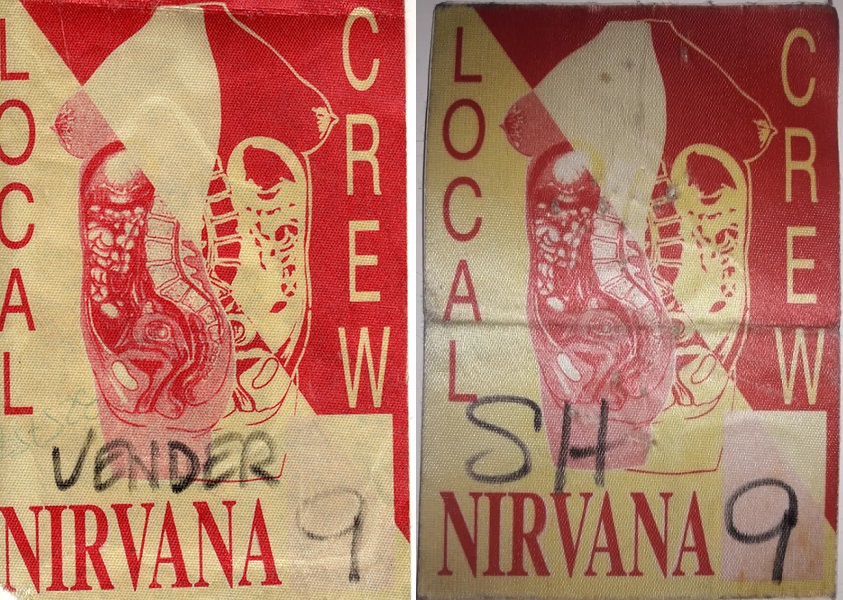 LOCAL
CREW
VENDER
NIRVANA
9
LOCAL
CREW
SH
NIRVANA
9